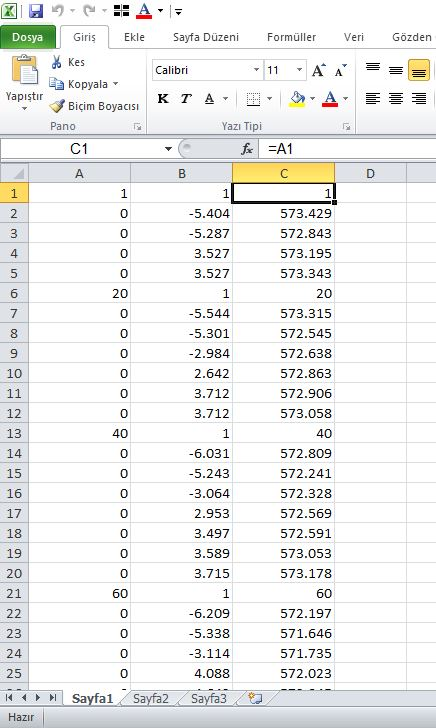 Dosya Giriş Ekle Sayfa Düzeni Formüller Veri Gözden
Yapıştır
Kes
Kopyala
Biçim Boyacısı
Pano
Calibri 11 A A
K T A A
Yazı Tipi
C1 fx =A1
A B C D
1 1 1 1
2 0 -5.404 573.429
3 0 -5.287 572.843
4 0 3.527 573.195
5 0 3.527 573.343
6 20 1 20
7 0 -5.544 573.315
8 0 -5.301 572.545
9 0 -2.984 572.638
10 0 2.642 572.863
11 0 3.712 572.906
12 0 3.712 573.058
13 40 1 40
14 0 -6.031 572.809
15 0 -5.243 572.241
16 0 -3.064 572.328
17 0 2.953 572.569
18 0 3.497 572.591
19 0 3.589 573.053
20 0 3.715 573.178
21 60 1 60
22 0 -6.209 572.197
23 0 -5.338 571.646
24 0 -3.114 571.735
25 0 4.088 572.023
Sayfa1 Sayfa2 Sayfa3
Hazır